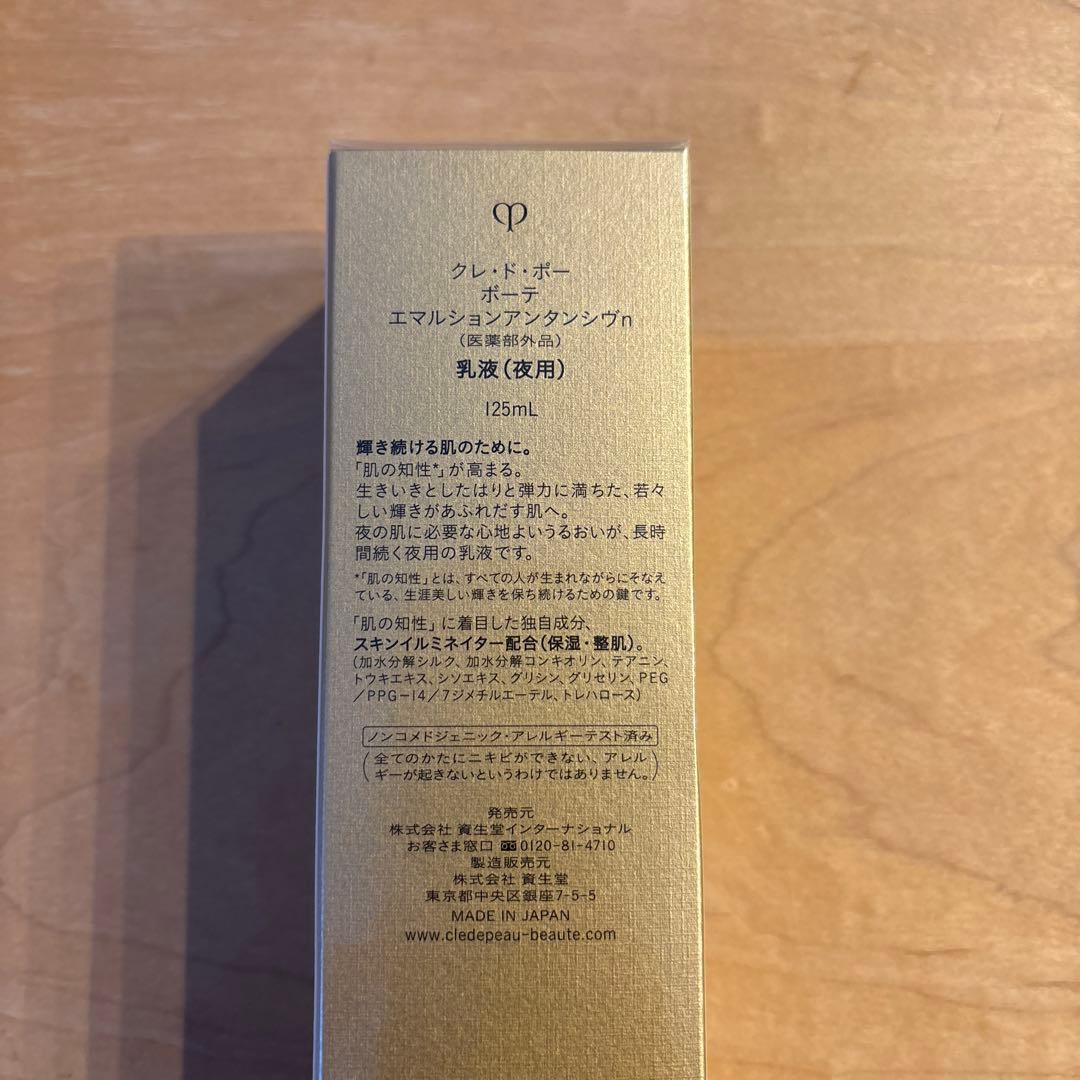 クレ・ド・ポー
ボーテ
エマルションアンタンシヴn
(医薬部外品)
乳液(夜用)
125mL
輝き続ける肌のために。
「肌の知性*」が高まる。
生きいきとしたはりと弾力に満ちた、若々
しい輝きがあふれだす肌へ。
夜の肌に必要な心地よいうるおいが、長時
間続く夜用の乳液です。
*「肌の知性」とは、すべての人が生まれながらにそなえ
ている、生涯美しい輝きを保ち続けるための鍵です。
「肌の知性」に着目した独自成分、
スキンイルミネイター配合(保湿・整肌)。
(加水分解シルク、加水分解コンキオリン、テアニン、
トウキエキス、シソエキス、グリシン、グリセリン、PEG
/PPG-14/7ジメチルエーテル、トレハロース)
ノンコメドジェニック・アレルギーテスト済み
(全てのかたにニキビができない、アレル
ギーが起きないというわけではありません。)
発売元
株式会社 資生堂インターナショナル
お客さま窓口 0120-81-4710
製造販売元
株式会社 資生堂
東京都中央区銀座7-5-5
MADE IN JAPAN
www.cledepeau-beaute.com